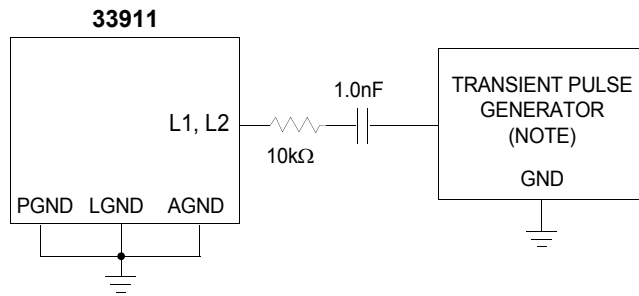 33911
L1, L2
10kΩ
1.0nF
TRANSIENT PULSE
GENERATOR
(NOTE)
GND
PGND LGND AGND